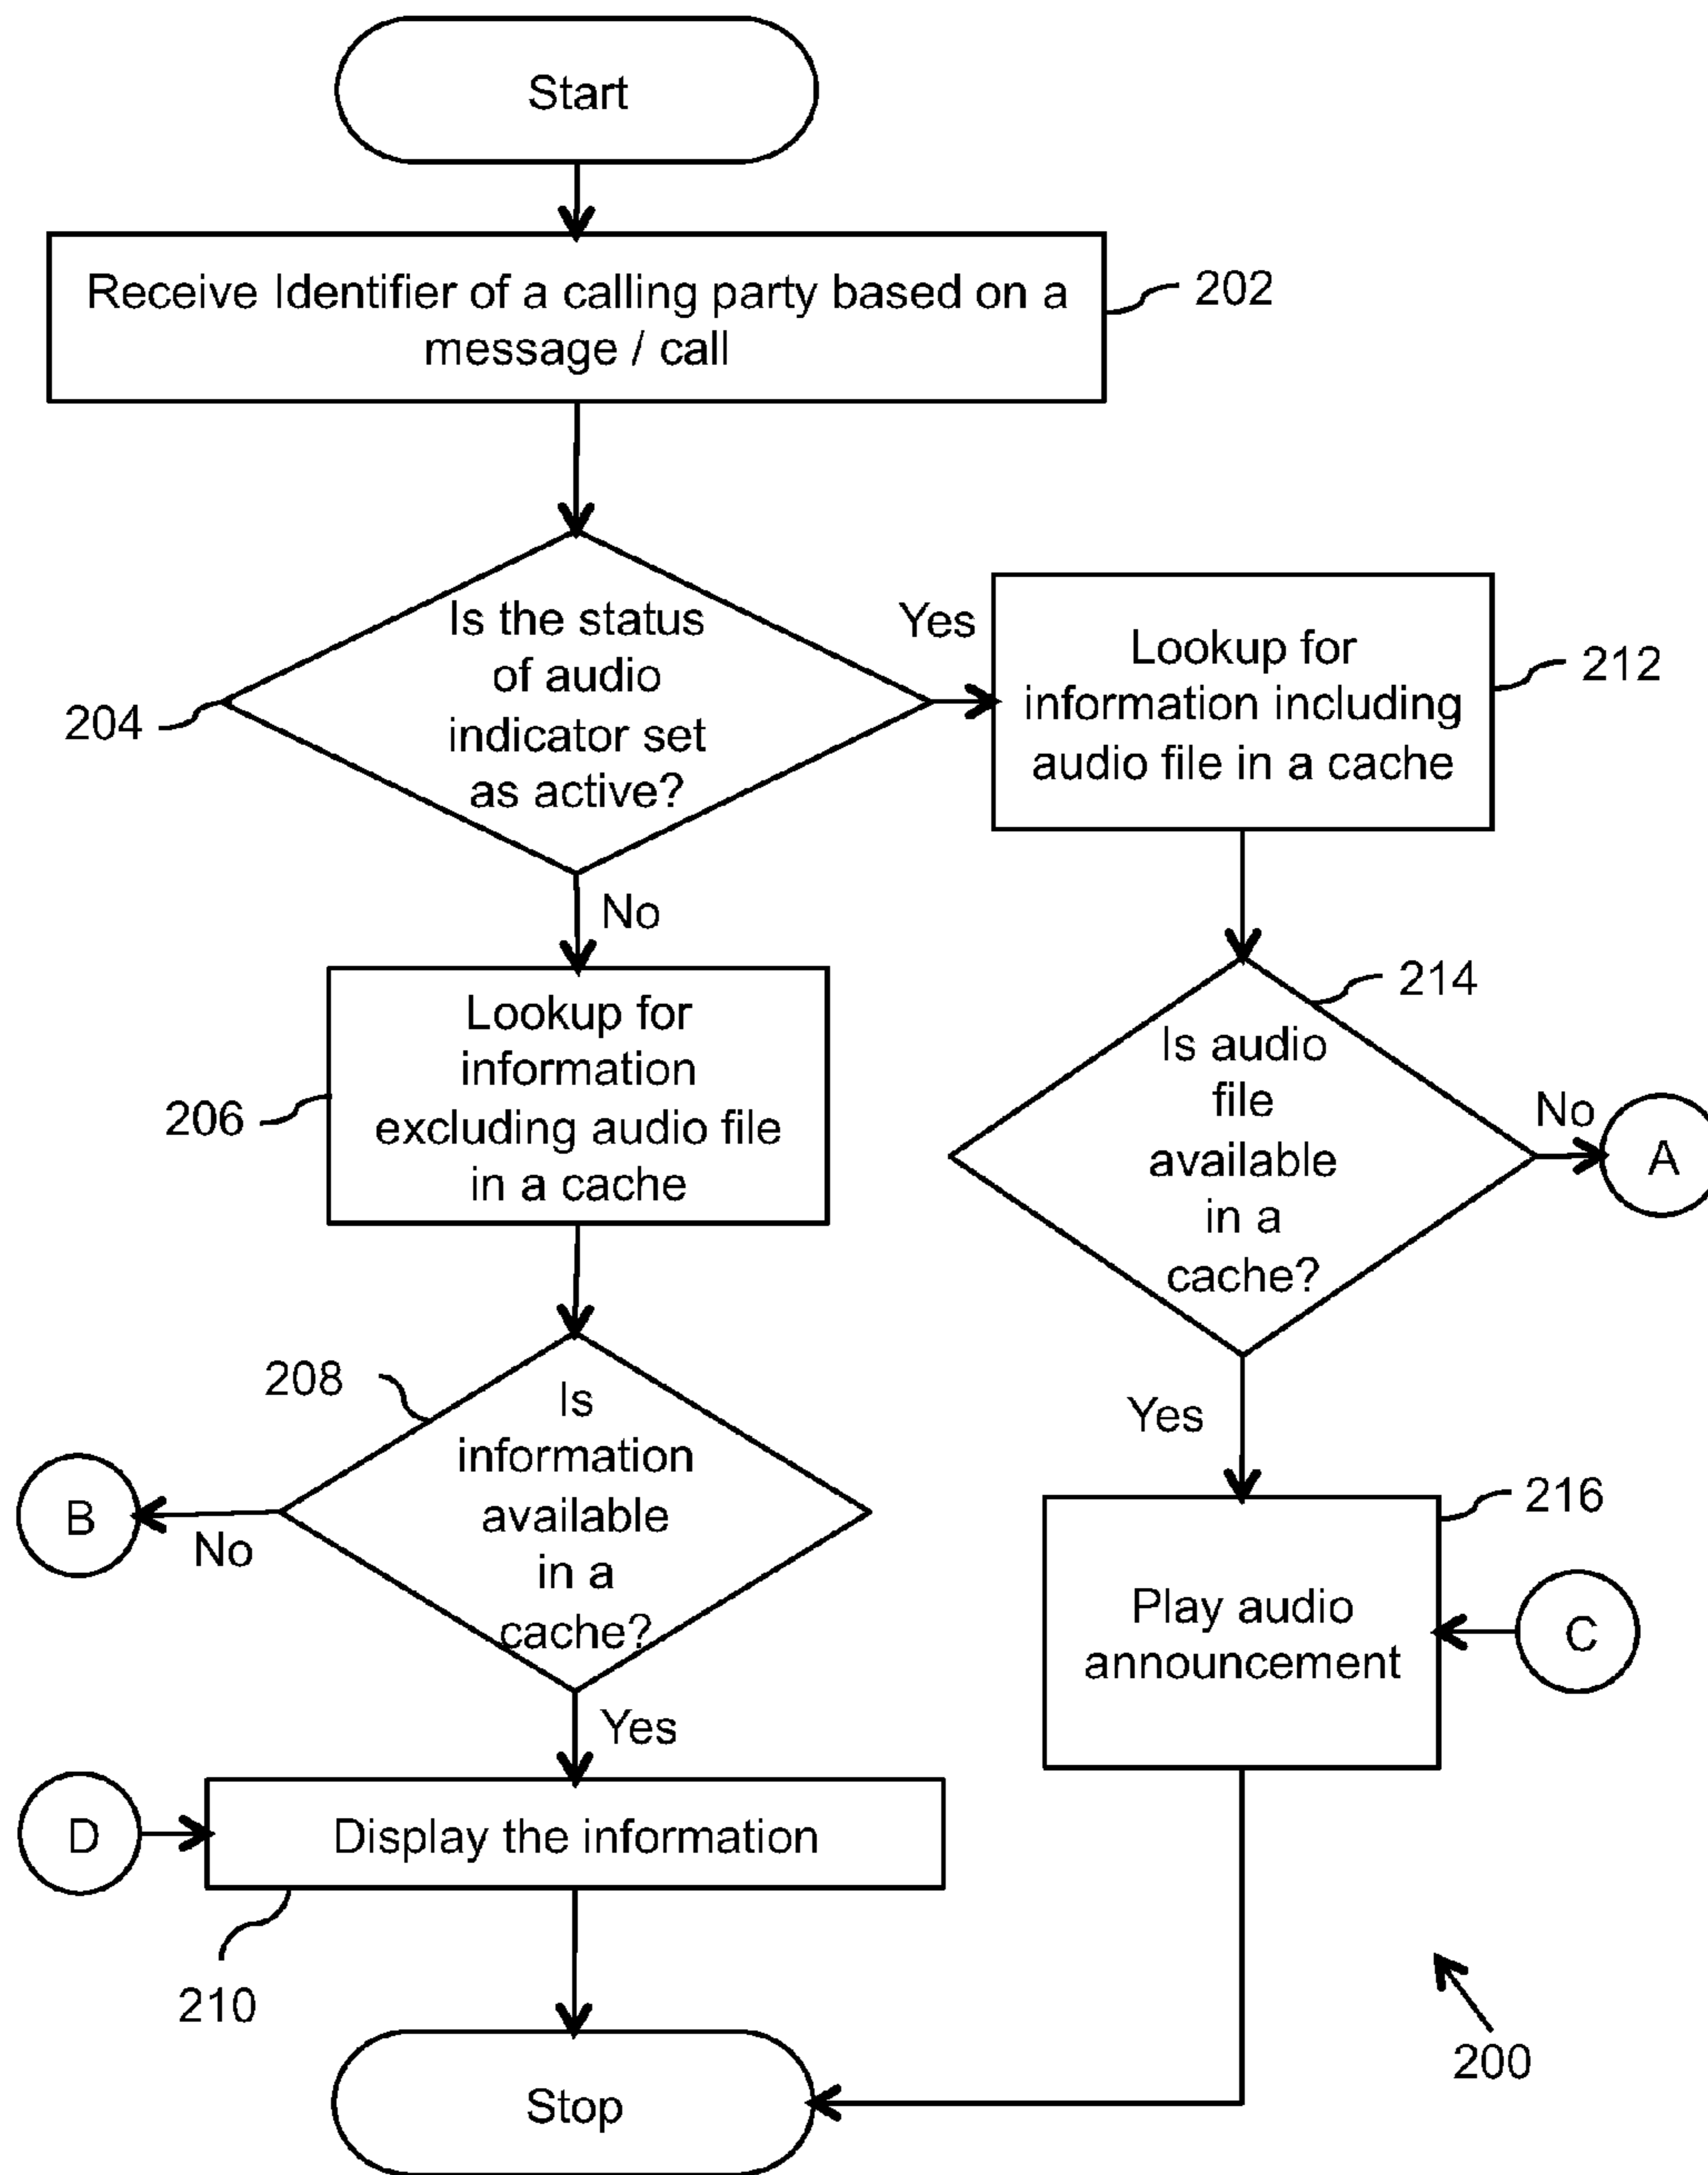 Start
Receive Identifier of a calling party based on a
message / call
202
Is the status
of audio
indicator set
as active?
204
Yes
Lookup for
information including
audio file in a cache
212
No
Lookup for
information
excluding audio file
in a cache
206
214
Is audio
file
available
in a
cache?
No
A
208
Is
information
available
in a
cache?
B
No
Yes
216
Play audio
announcement
C
Yes
D
Display the information
210
200
Stop